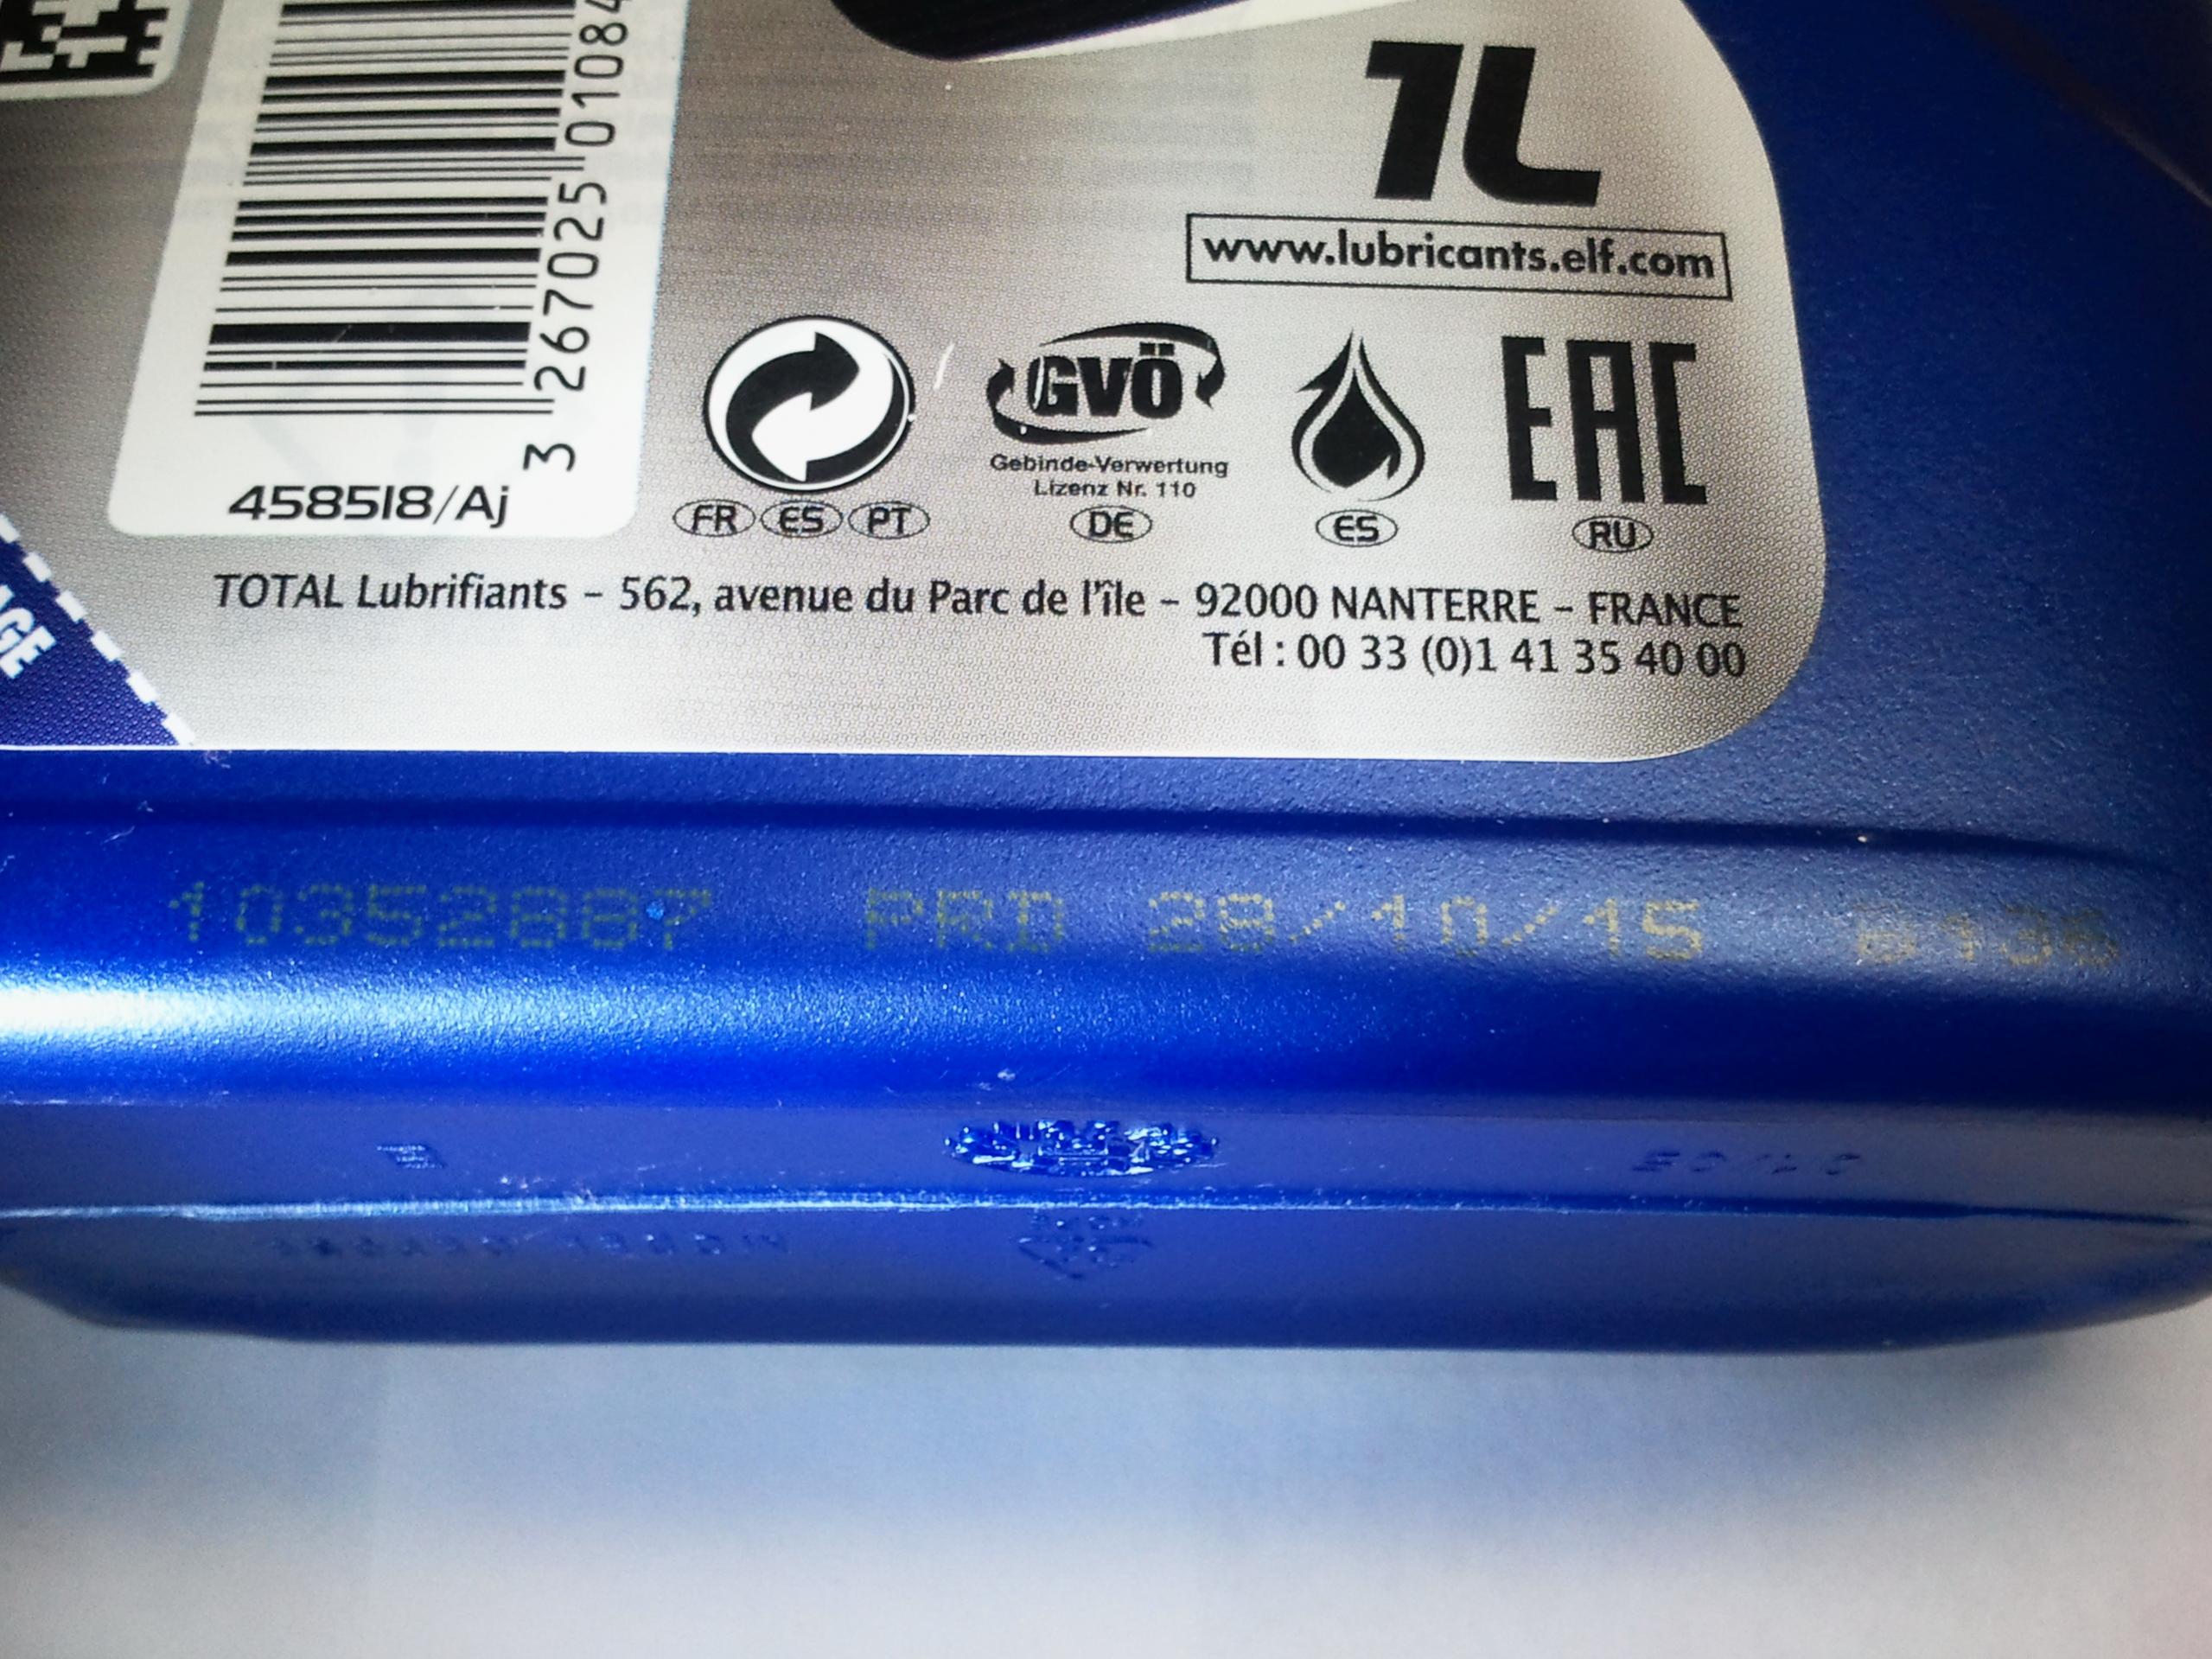 1L
www.lubricants.elf.com
3 267025 01084
458518/Aj
GVÖ
Gebinde-Verwertung
Lizenz Nr. 110
EAC
FR ES PT DE ES RU
TOTAL Lubrifiants – 562, avenue du Parc de l'île – 92000 NANTERRE – FRANCE
Tél : 00 33 (0)1 41 35 40 00
AGE
10352887 PRD 28/10/15